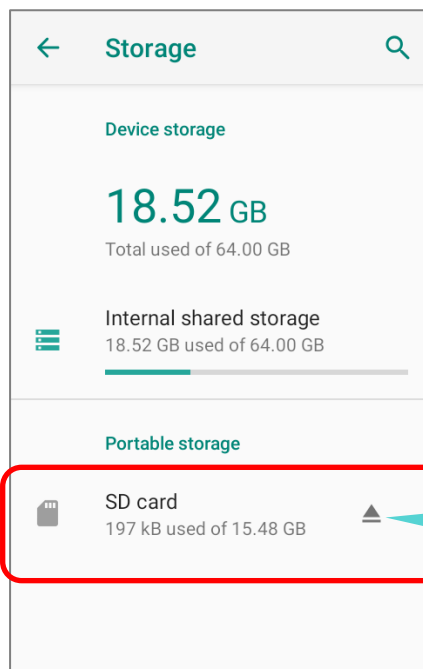 Storage
Device storage
18.52 GB
Total used of 64.00 GB
Internal shared storage
18.52 GB used of 64.00 GB
Portable storage
SD card
197 kB used of 15.48 GB